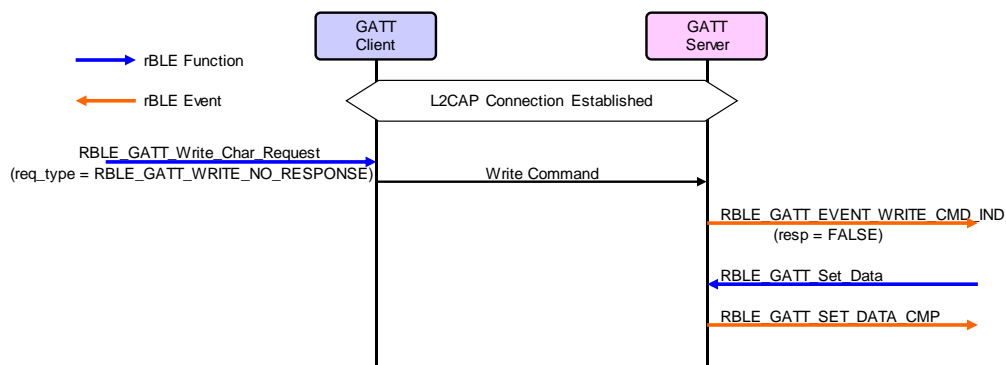 GATT
Client
GATT
Server
rBLE Function
rBLE Event
L2CAP Connection Established
RBLE_GATT_Write_Char_Request
(req_type = RBLE_GATT_WRITE_NO_RESPONSE)
Write Command
RBLE_GATT_EVENT_WRITE_CMD_IND
(resp = FALSE)
RBLE_GATT_Set_Data
RBLE_GATT_SET_DATA_CMP